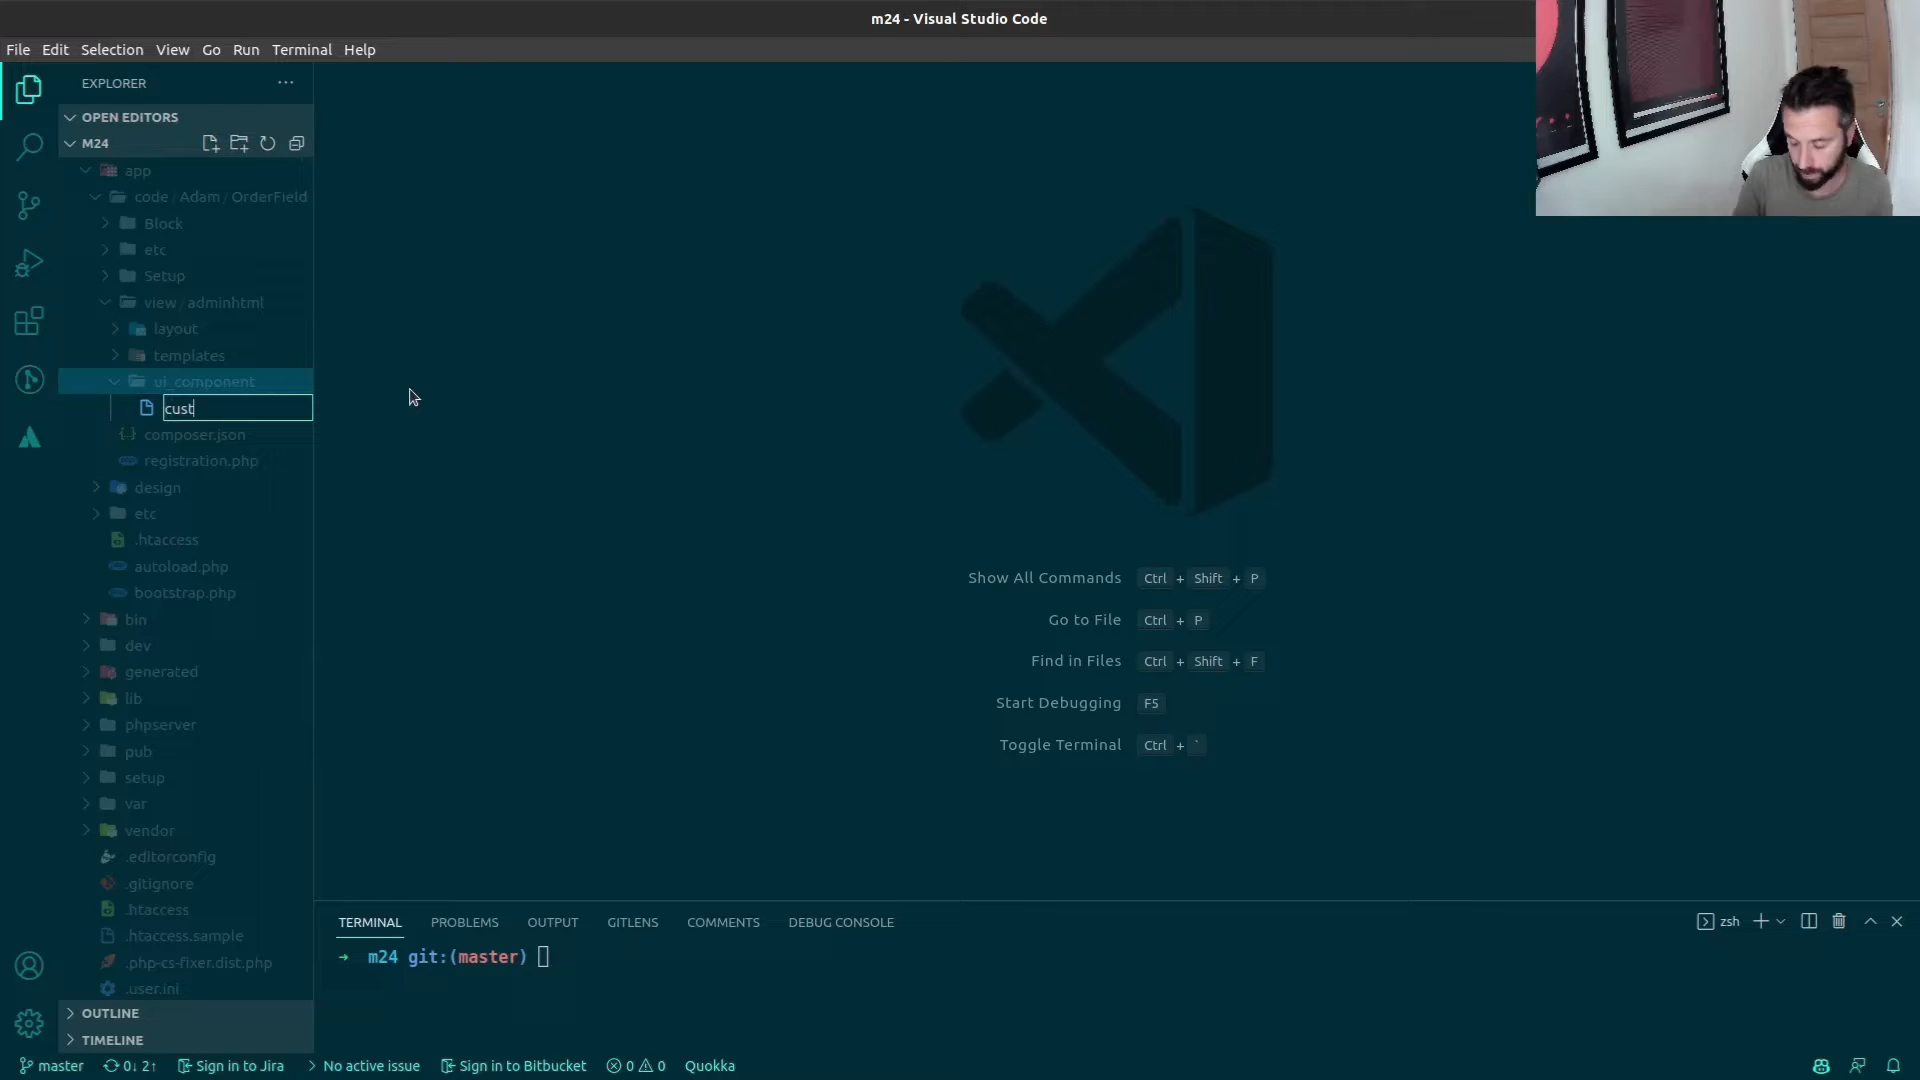 m24 - Visual Studio Code
File Edit Selection View Go Run Terminal Help
EXPLORER
OPEN EDITORS
M24
app
code / Adam / OrderField
Block
etc
Setup
view / adminhtml
layout
templates
ui_component
cust
composer.json
registration.php
design
etc
.htaccess
autoload.php
bootstrap.php
bin
dev
generated
lib
phpserver
pub
setup
var
vendor
.editorconfig
.gitignore
.htaccess
.htaccess.sample
.php-cs-fixer.dist.php
.user.ini
OUTLINE
TIMELINE
Show All Commands Ctrl + Shift + P
Go to File Ctrl + P
Find in Files Ctrl + Shift + F
Start Debugging F5
Toggle Terminal Ctrl + `
TERMINAL PROBLEMS OUTPUT GITLENS COMMENTS DEBUG CONSOLE
zsh
→ m24 git:(master)
master 0↓ 2↑ Sign in to Jira No active issue Sign in to Bitbucket 0 0 Quokka